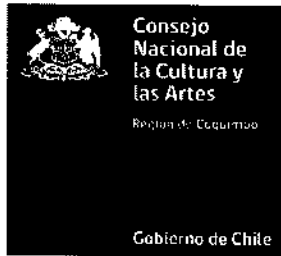 Consejo
Nacional de
la Cultura y
las Artes
Región de Coquimbo
Gobierno de Chile